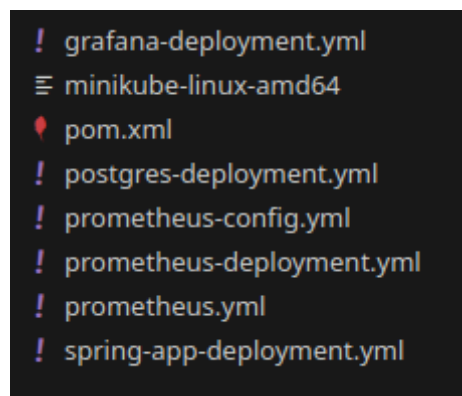 grafana-deployment.yml
minikube-linux-amd64
pom.xml
postgres-deployment.yml
prometheus-config.yml
prometheus-deployment.yml
prometheus.yml
spring-app-deployment.yml